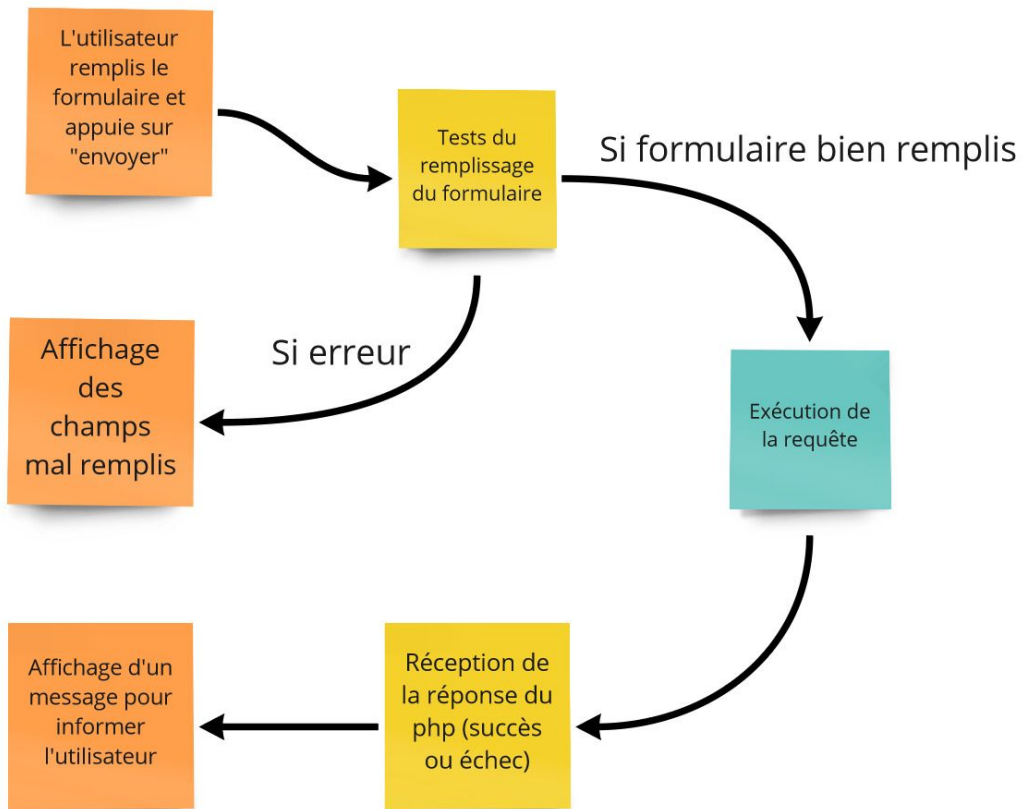 L'utilisateur
remplis le
formulaire et
appuie sur
"envoyer"
Tests du
remplissage
du formulaire
Si formulaire bien remplis
Si erreur
Affichage
des
champs
mal remplis
Exécution de
la requête
Réception de
la réponse du
php (succès
ou échec)
Affichage d'un
message pour
informer
l'utilisateur